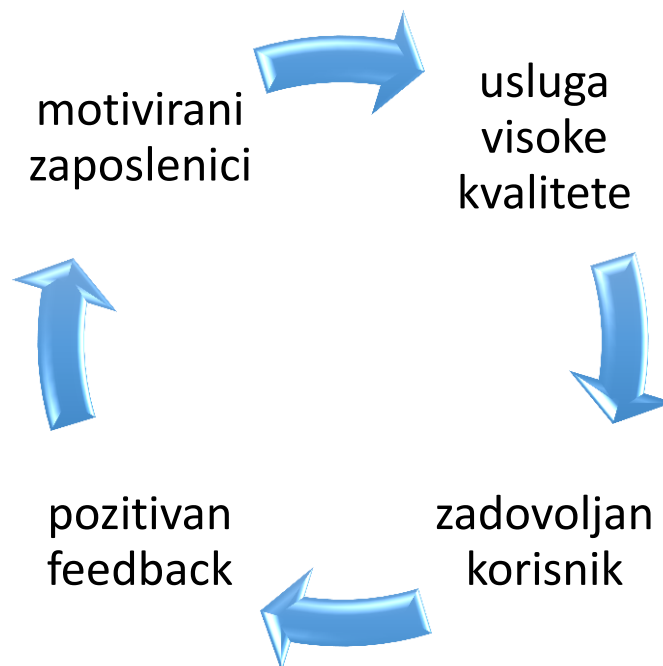 motivirani
zaposlenici
usluga
visoke
kvalitete
zadovoljan
korisnik
pozitivan
feedback